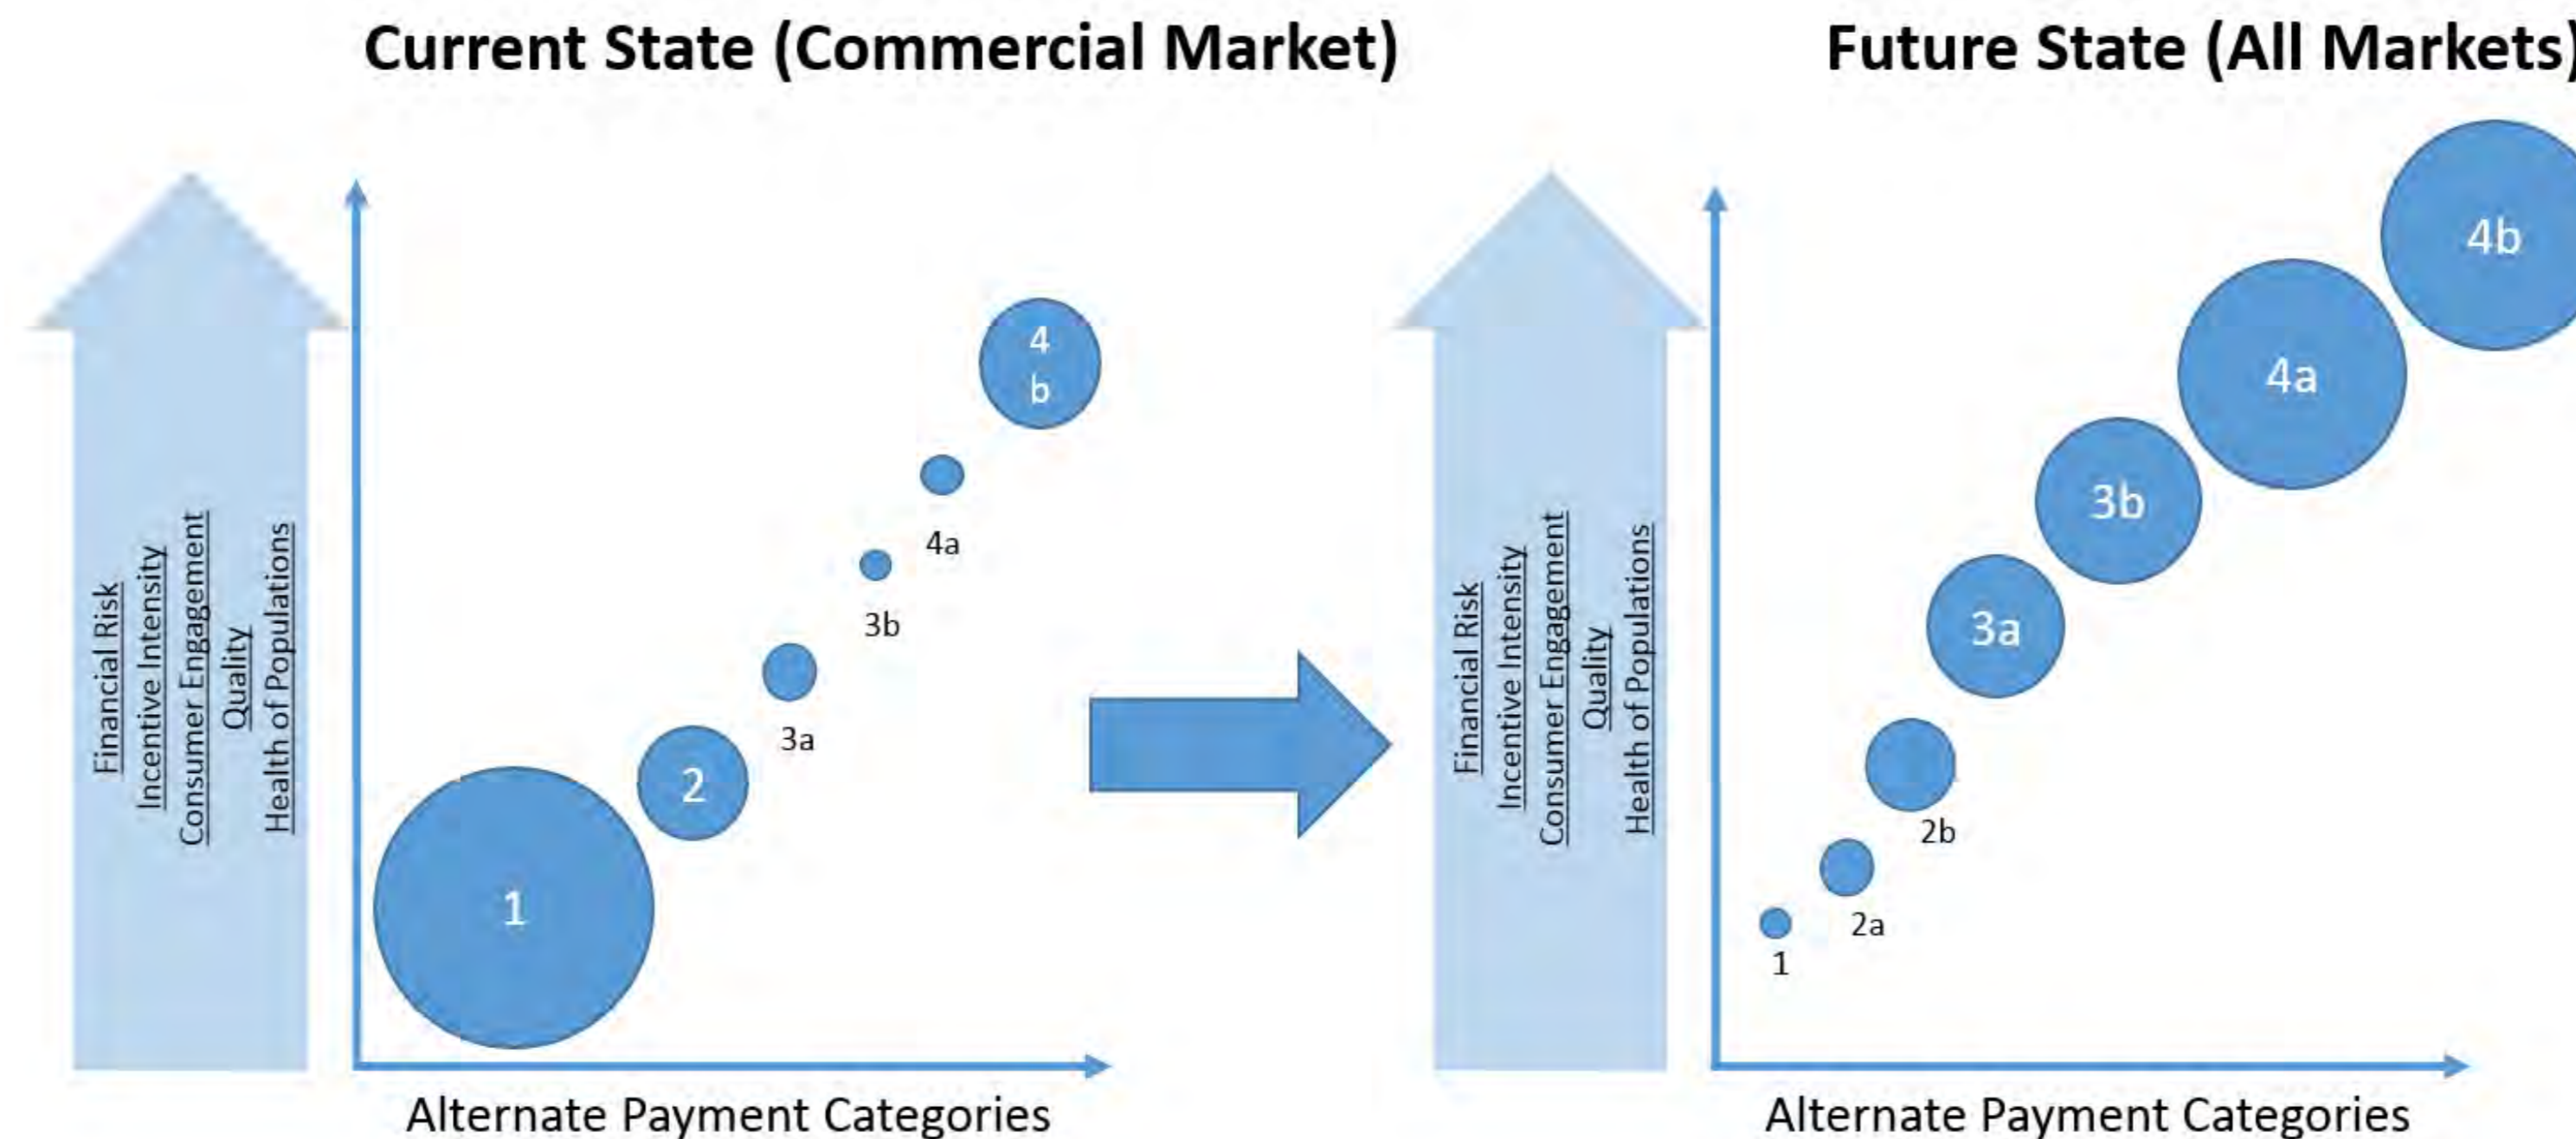 Current State (Commercial Market)
Financial Risk
Incentive Intensity
Consumer Engagement
Quality
Health of Populations
4
b
4a
3b
3a
2
1
Alternate Payment Categories
Future State (All Markets)
Financial Risk
Incentive Intensity
Consumer Engagement
Quality
Health of Populations
4b
4a
3b
3a
2b
2a
1
Alternate Payment Categories